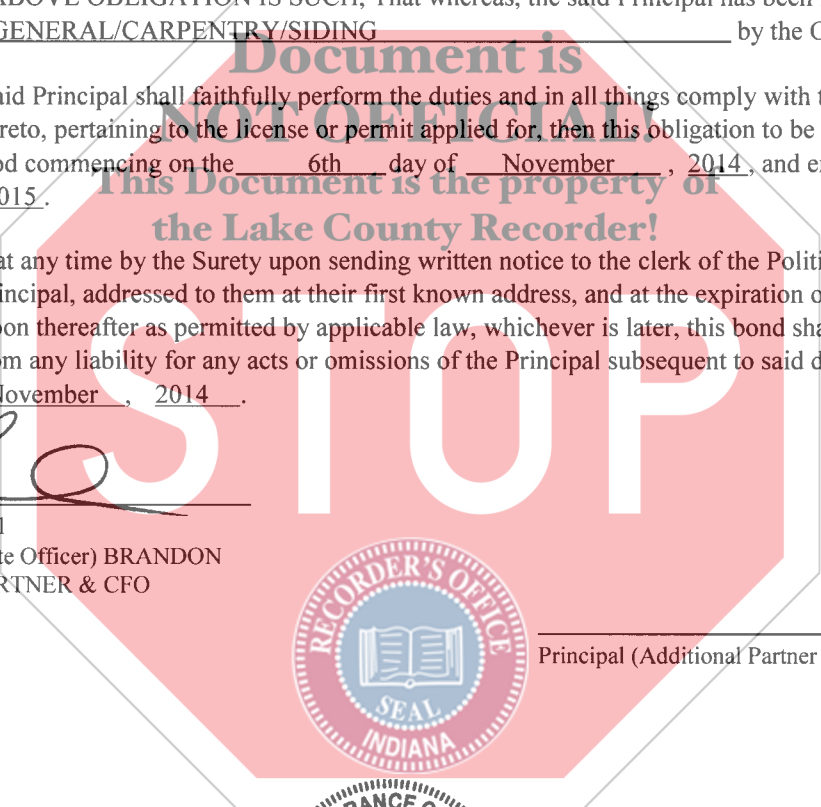 ABOVE OBLIGATION IS SUCH, That whereas, the said Principal has been
GENERAL/CARPENTRY/SIDING by the
Document is
aid Principal shall faithfully perform the duties and in all things comply with
NOT OFFICIAL!
reto, pertaining to the license or permit applied for, then this obligation to be
od commencing on the 6th day of November , 2014 , and
This Document is the property of
015 .
the Lake County Recorder!
at any time by the Surety upon sending written notice to the clerk of the Politi
incipal, addressed to them at their first known address, and at the expiration o
oon thereafter as permitted by applicable law, whichever is later, this bond sha
om any liability for any acts or omissions of the Principal subsequent to said d
November , 2014 .
STOP
te Officer) BRANDON
RTNER & CFO
RECORDER'S OFFICE
SEAL
INDIANA
Principal (Additional Partner
RANCE